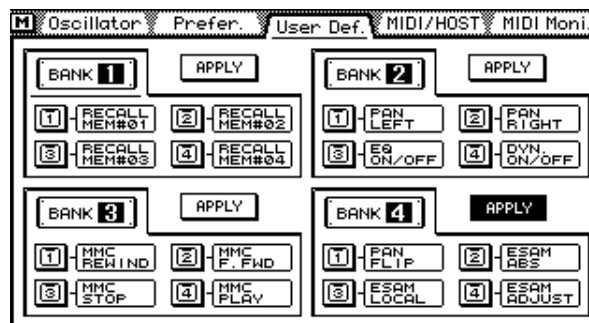 M Oscillator Prefer. User Def. MIDI/HOST MIDI Moni.
BANK 1 APPLY BANK 2 APPLY
1 RECALL MEM#01 2 RECALL MEM#02 1 PAN LEFT 2 PAN RIGHT
3 RECALL MEM#03 4 RECALL MEM#04 3 EQ ON/OFF 4 DYN. ON/OFF
BANK 3 APPLY BANK 4 APPLY
1 MMC REWIND 2 MMC F.FWD 1 PAN FLIP 2 ESAM ABS
3 MMC STOP 4 MMC PLAY 3 ESAM LOCAL 4 ESAM ADJUST